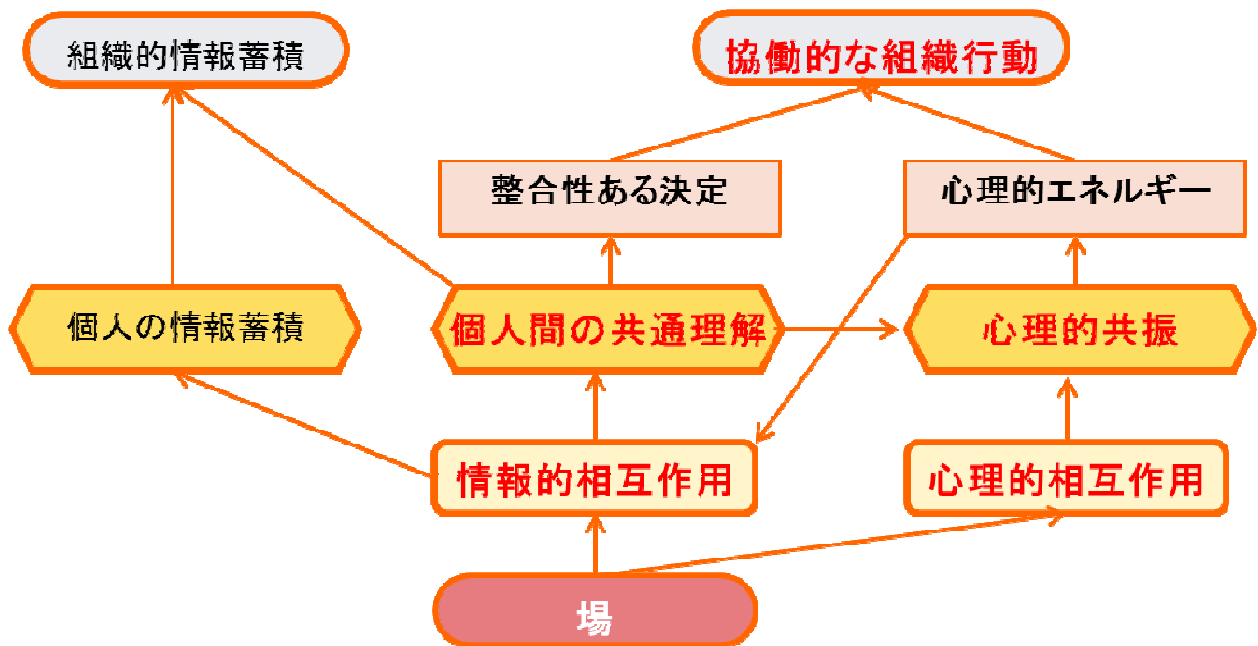 組織的情報蓄積
協働的な組織行動
整合性ある決定
心理的エネルギー
個人の情報蓄積
個人間の共通理解
心理的共振
情報的相互作用
心理的相互作用
場